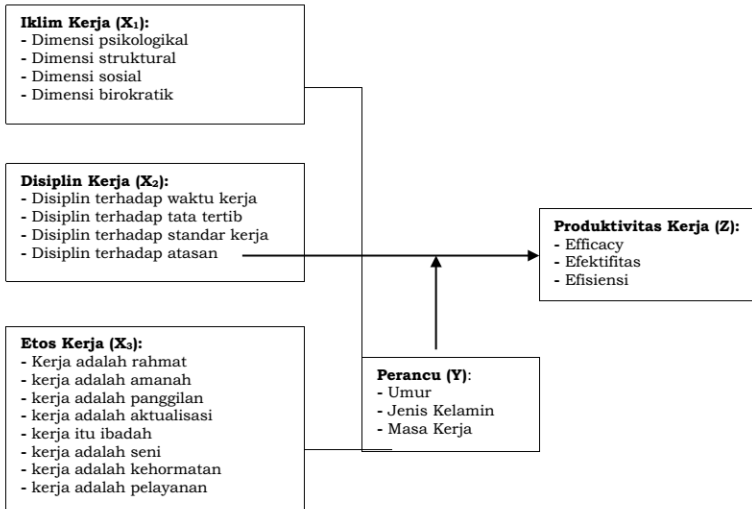 Iklim Kerja (X₁):
- Dimensi psikologikal
- Dimensi struktural
- Dimensi sosial
- Dimensi birokratik
Disiplin Kerja (X₂):
- Disiplin terhadap waktu kerja
- Disiplin terhadap tata tertib
- Disiplin terhadap standar kerja
- Disiplin terhadap atasan
Produktivitas Kerja (Z):
- Efficacy
- Efektifitas
- Efisiensi
Etos Kerja (X₃):
- Kerja adalah rahmat
- kerja adalah amanah
- kerja adalah panggilan
- kerja adalah aktualisasi
- kerja itu ibadah
- kerja adalah seni
- kerja adalah kehormatan
- kerja adalah pelayanan
Perancu (Y):
- Umur
- Jenis Kelamin
- Masa Kerja